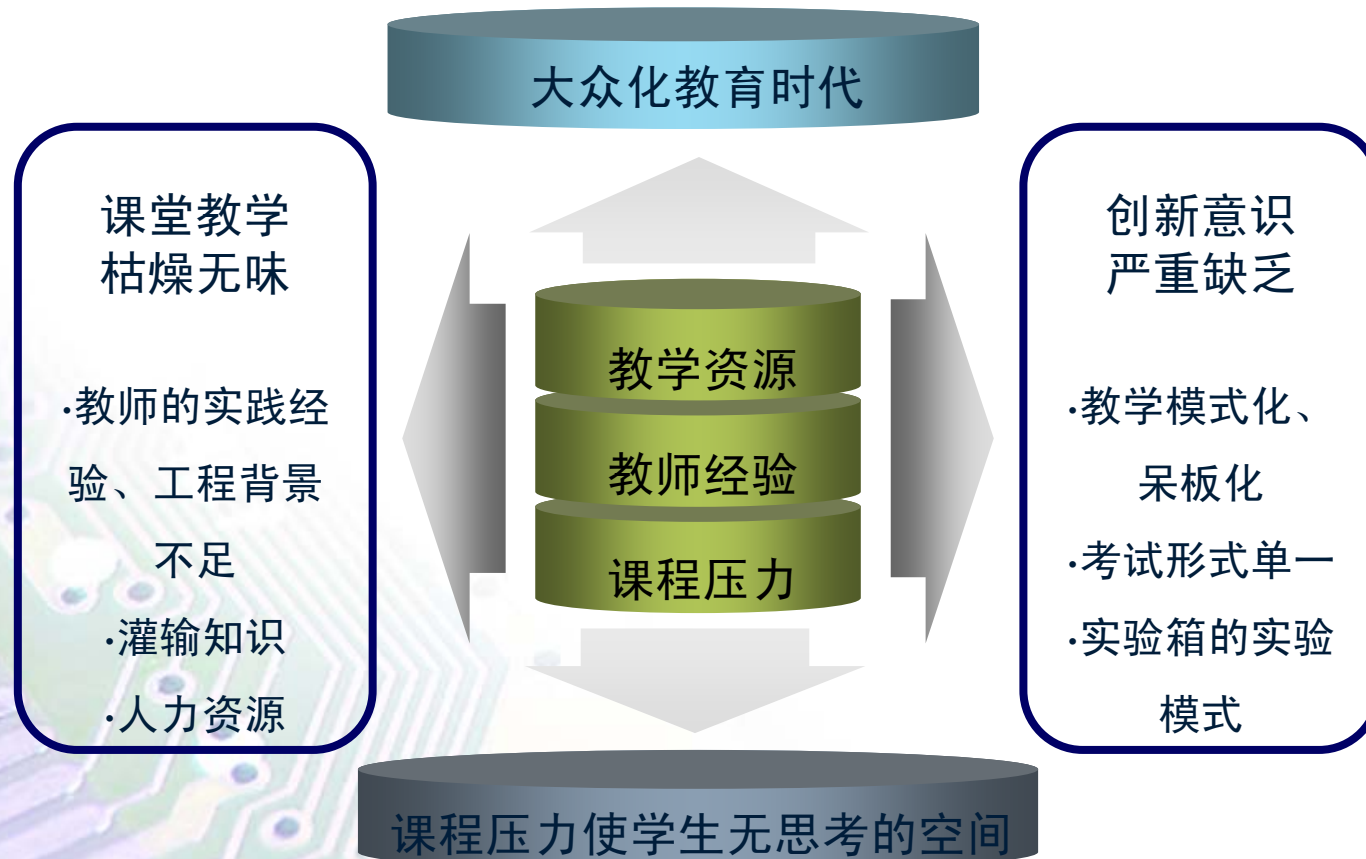 大众化教育时代
课堂教学
枯燥无味
·教师的实践经
验、工程背景
不足
·灌输知识
·人力资源
教学资源
教师经验
课程压力
创新意识
严重缺乏
·教学模式化、
呆板化
·考试形式单一
·实验箱的实验
模式
课程压力使学生无思考的空间